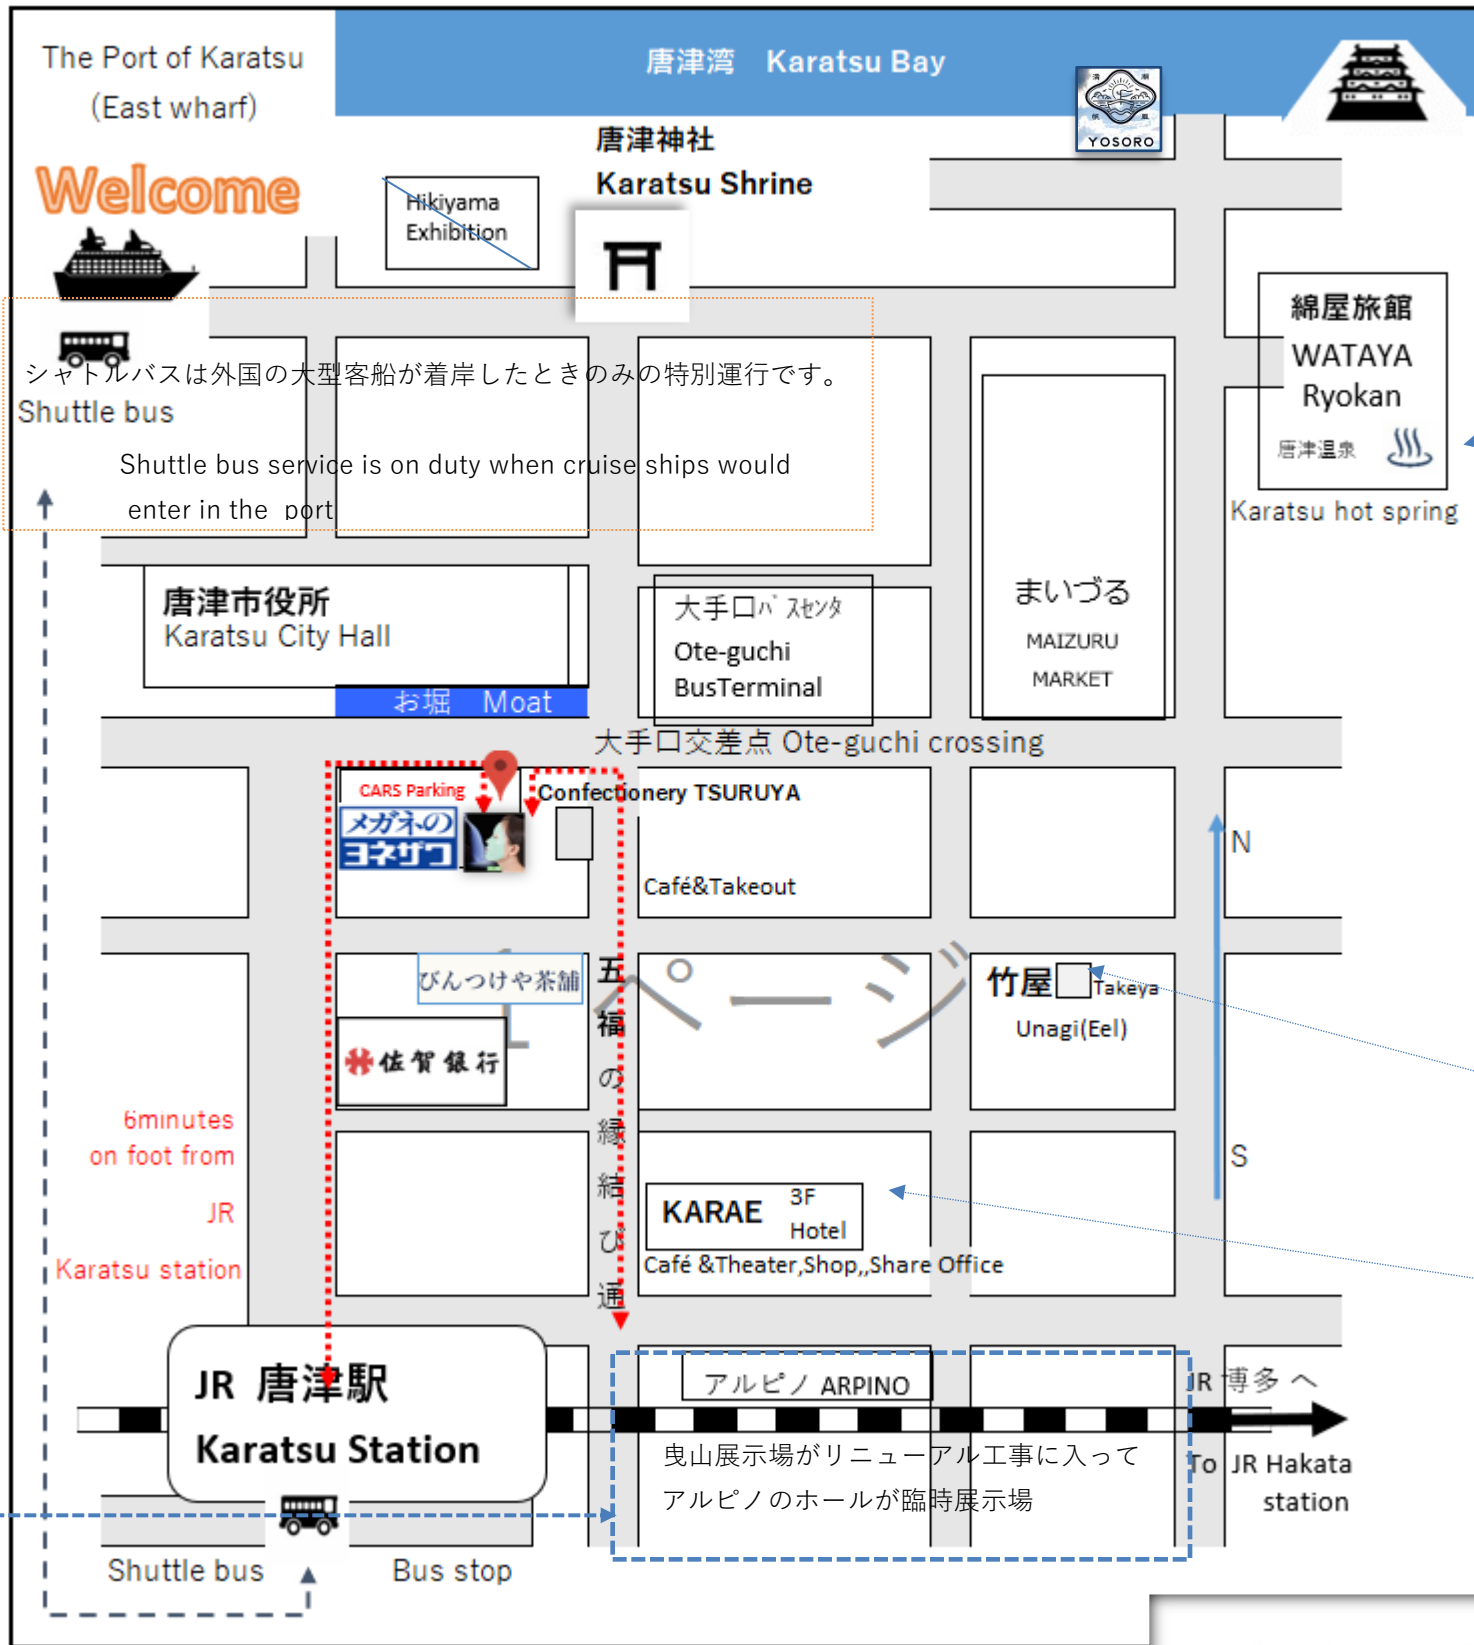 The Port of Karatsu
(East wharf)
唐津湾 Karatsu Bay
YOSORO
唐津神社
Karatsu Shrine
Welcome
Hikiyama
Exhibition
シャトルバスは外国の大型客船が着岸したときのみの特別運行です。
Shuttle bus
Shuttle bus service is on duty when cruise ships would
enter in the port
綿屋旅館
WATAYA
Ryokan
唐津温泉
Karatsu hot spring
唐津市役所
Karatsu City Hall
お堀 Moat
大手口ﾊﾞｽｾﾝﾀ
Ote-guchi
BusTerminal
まいづる
MAIZURU
MARKET
大手口交差点 Ote-guchi crossing
CARS Parking
メガネの
ヨネザワ
Confectionery TSURUYA
Café&Takeout
N
S
びんつけや茶舗
佐賀銀行
五福の縁結び通
1 ページ
竹屋
Takeya
Unagi(Eel)
6minutes
on foot from
JR
Karatsu station
KARAE
3F
Hotel
Café &Theater,Shop,,Share Office
JR 唐津駅
Karatsu Station
アルピノ ARPINO
JR 博多 へ
To JR Hakata
station
曳山展示場がリニューアル工事に入って
アルピノのホールが臨時展示場
Shuttle bus
Bus stop